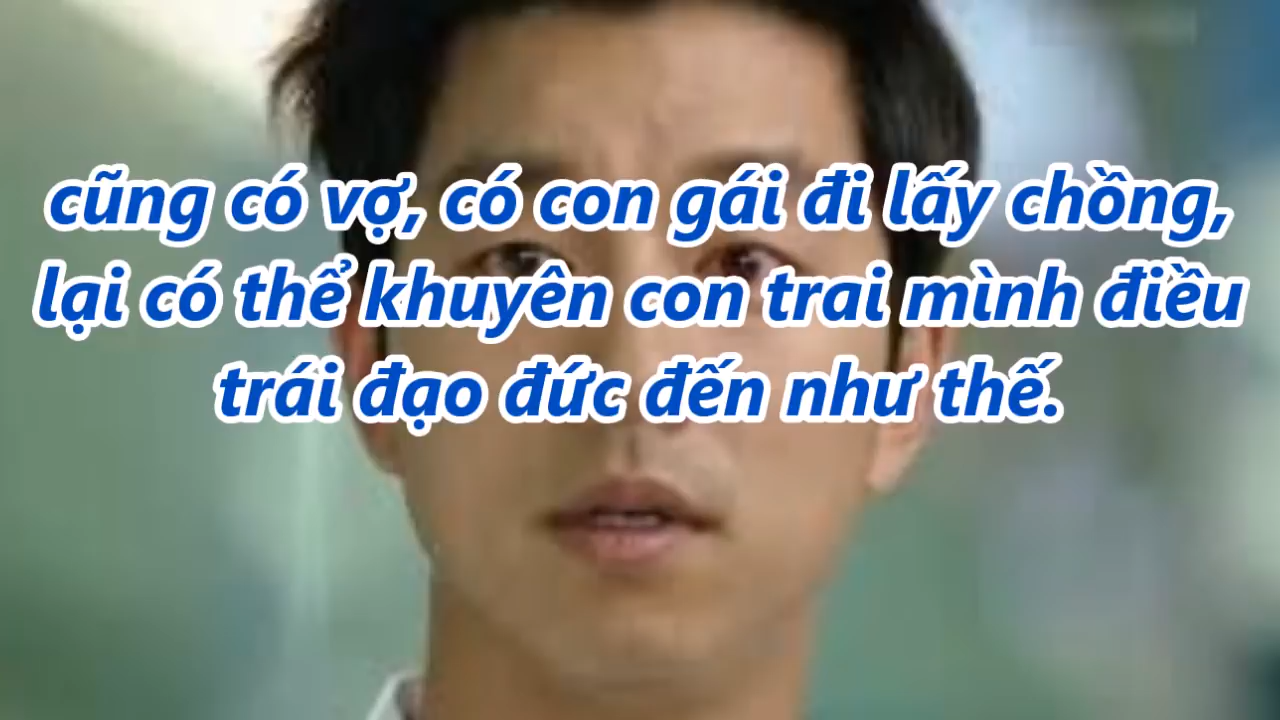 cũng có vợ, có con gái đi lấy chồng,
lại có thể khuyên con trai mình điều
trái đạo đức đến như thế.